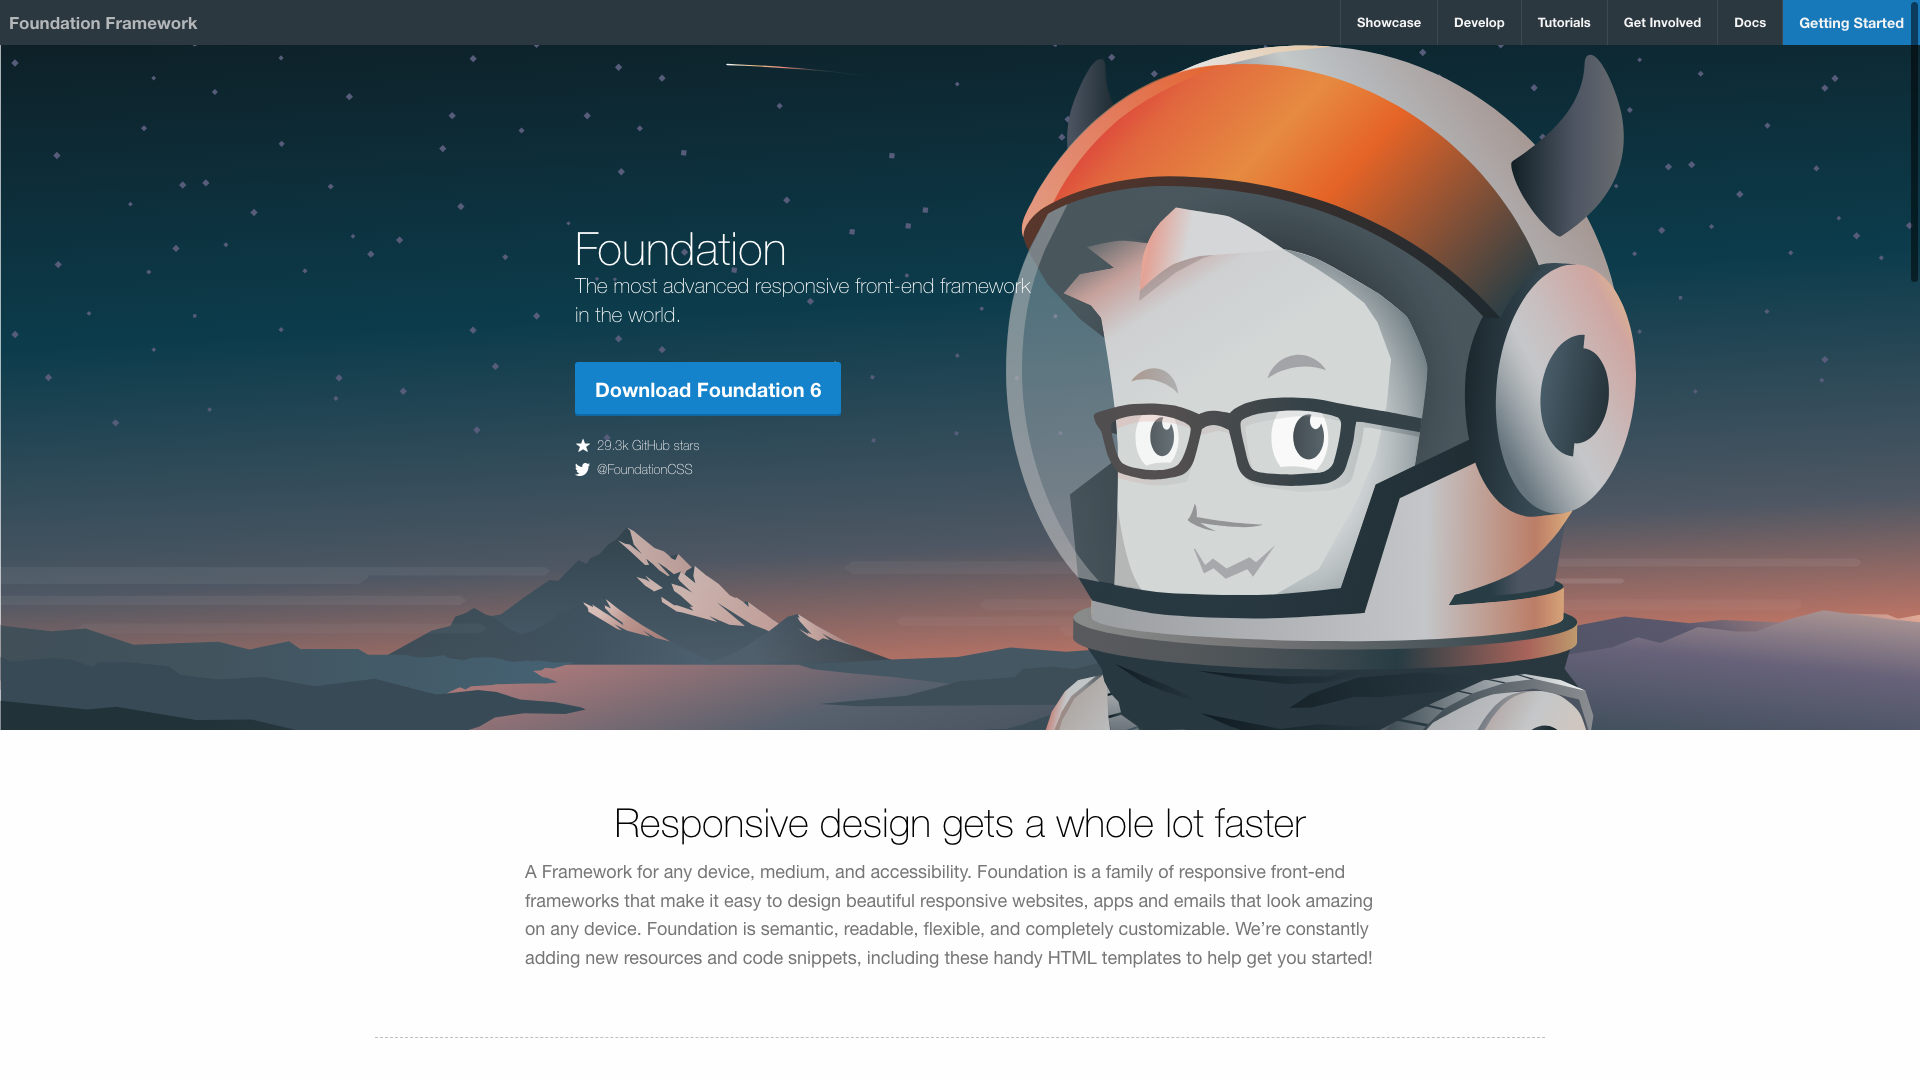 Foundation Framework
Showcase
Develop
Tutorials
Get Involved
Docs
Getting Started
Foundation
The most advanced responsive front-end framework
in the world.
Download Foundation 6
29.3k GitHub stars
@FoundationCSS
Responsive design gets a whole lot faster
A Framework for any device, medium, and accessibility. Foundation is a family of responsive front-end
frameworks that make it easy to design beautiful responsive websites, apps and emails that look amazing
on any device. Foundation is semantic, readable, flexible, and completely customizable. We’re constantly
adding new resources and code snippets, including these handy HTML templates to help get you started!